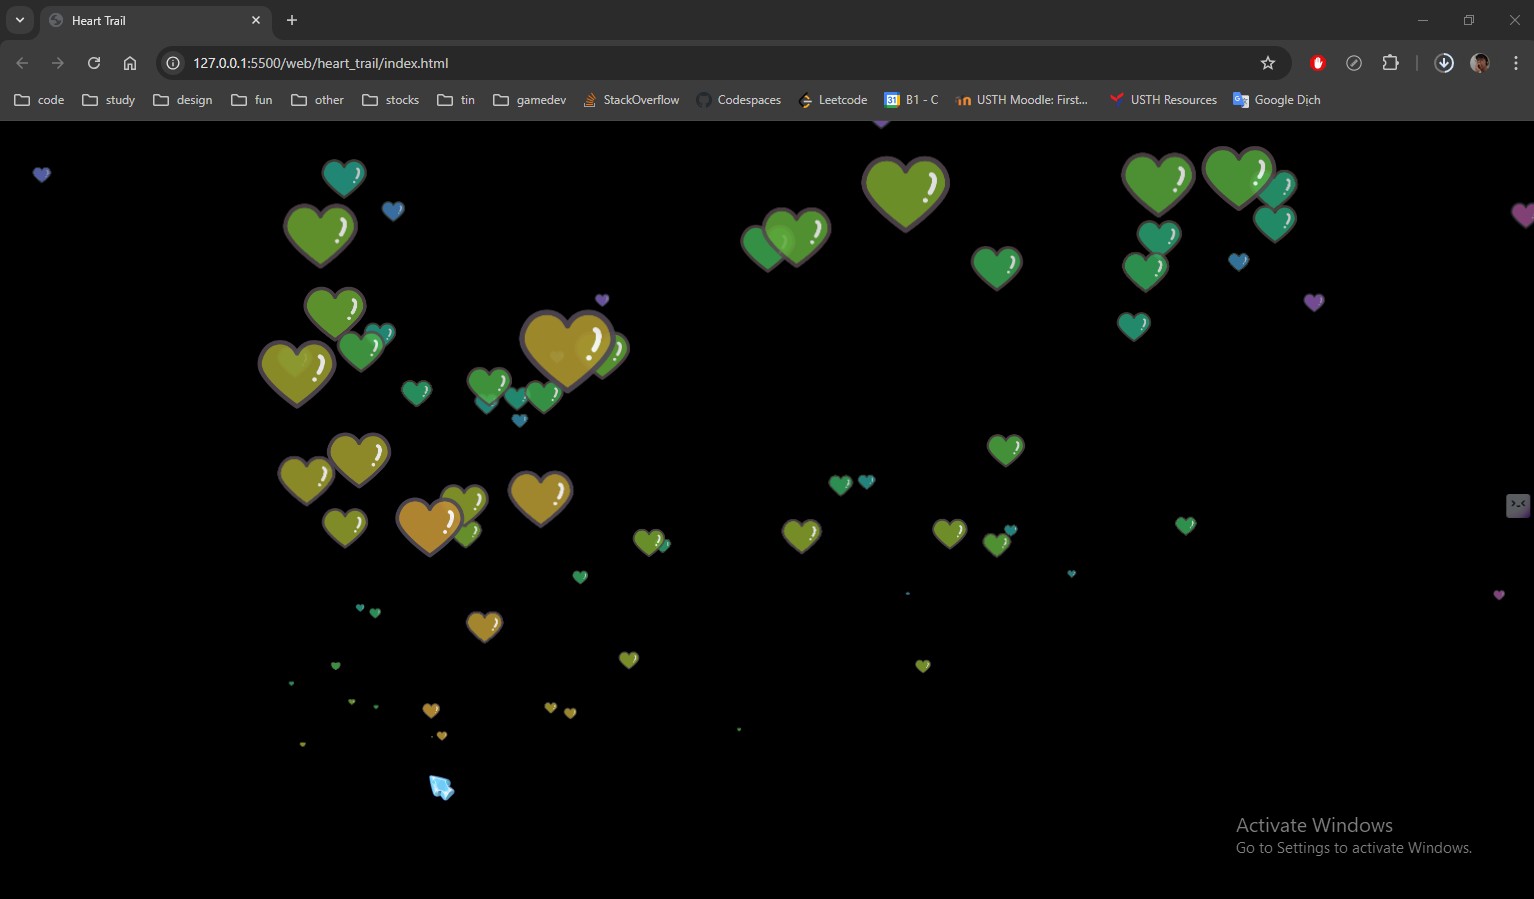 Heart Trail
127.0.0.1:5500/web/heart_trail/index.html
code study design fun other stocks tin gamedev StackOverflow Codespaces Leetcode 31 B1 - C USTH Moodle: First... USTH Resources Google Dịch
Activate Windows
Go to Settings to activate Windows.